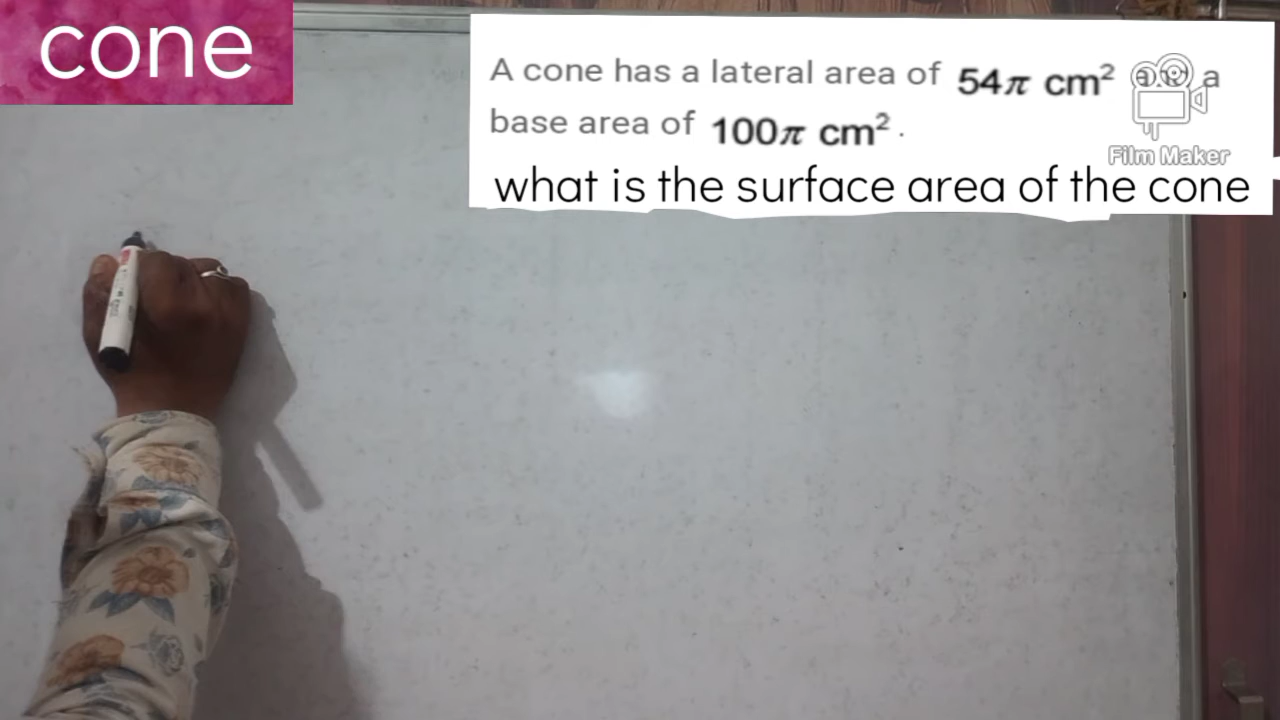 cone
A cone has a lateral area of 54π cm² and a
base area of 100π cm².
Film Maker
what is the surface area of the cone